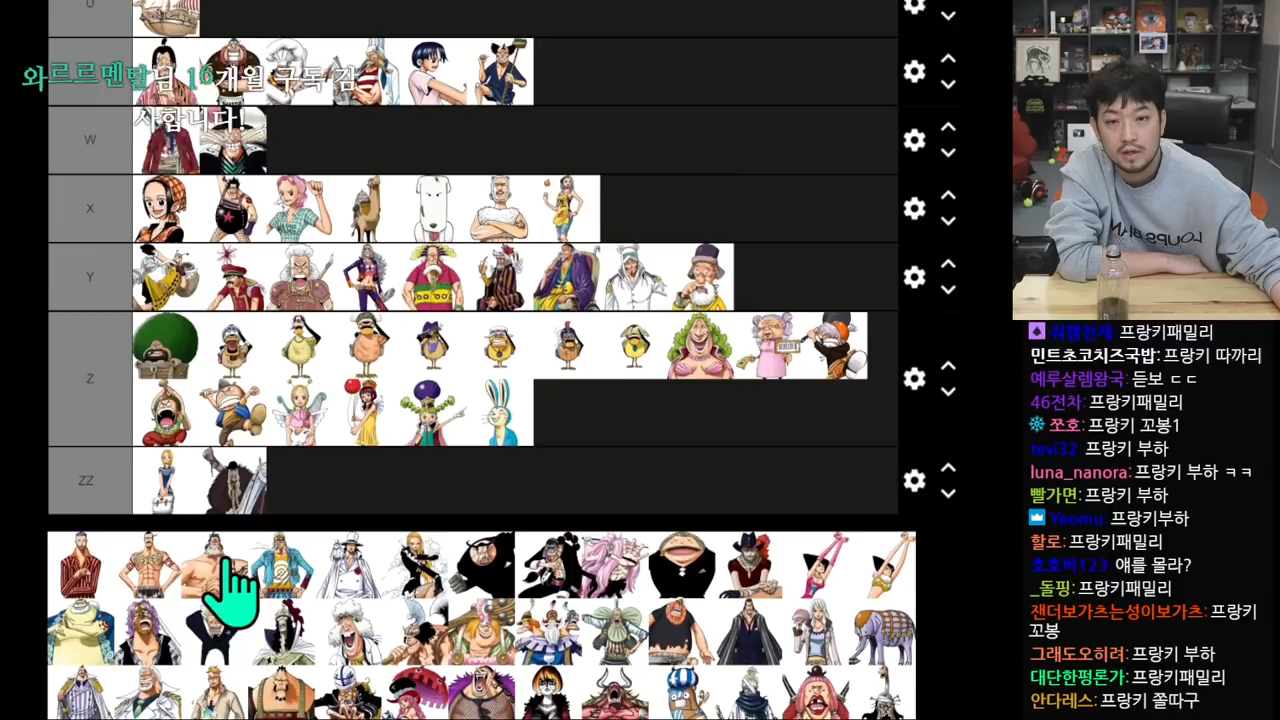 U
와르르멘탈님 16개월 구독 감
사합니다!
W
X
Y
Z
ZZ
프랑키패밀리
민트초코치즈국밥: 프랑키 따까리
예루살렘왕국: 듣보 ㄷㄷ
46전차: 프랑키패밀리
쪼호: 프랑키 꼬봉1
tevi32: 프랑키 부하
luna_nanora: 프랑키 부하 ㅋㅋ
빨가면: 프랑키 부하
Yeomu: 프랑키부하
할로: 프랑키패밀리
호호바123: 얘를 몰라?
_돌핑: 프랑키패밀리
잰더보가츠는성이보가츠: 프랑키
꼬봉
그래도오히려: 프랑키 부하
대단한평론가: 프랑키패밀리
안다레스: 프랑키 쫄따구